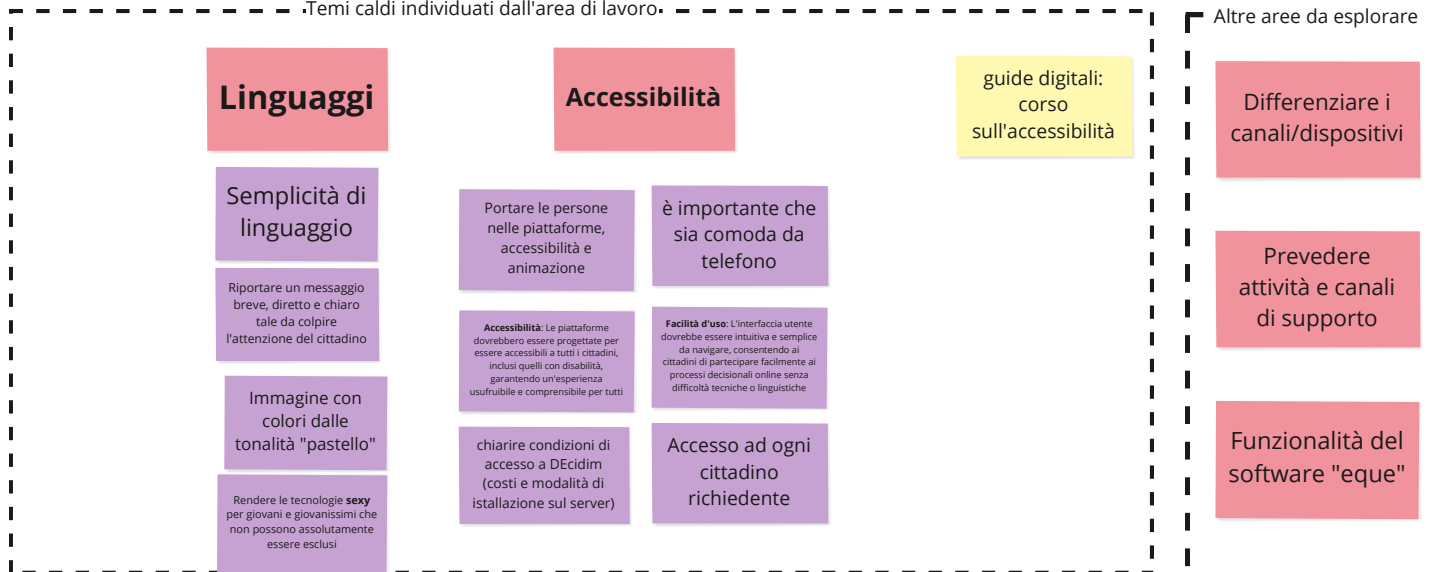 Temi caldi individuati dall'area di lavoro
Linguaggi
Semplicità di
linguaggio
Riportare un messaggio
breve, diretto e chiaro
tale da colpire
l'attenzione del cittadino
Immagine con
colori dalle
tonalità "pastello"
Rendere le tecnologie sexy
per giovani e giovanissimi che
non possono assolutamente
essere esclusi
Accessibilità
Portare le persone
nelle piattaforme,
accessibilità e
animazione
è importante che
sia comoda da
telefono
Accessibilità: Le piattaforme
dovrebbero essere progettate per
essere accessibili a tutti i cittadini,
inclusi quelli con disabilità,
garantendo un'esperienza
usufruibile e comprensibile per tutti
Facilità d'uso: L'interfaccia utente
dovrebbe essere intuitiva e semplice
da navigare, consentendo ai
cittadini di partecipare facilmente ai
processi decisionali online senza
difficoltà tecniche o linguistiche
chiarire condizioni di
accesso a DEcidim
(costi e modalità di
istallazione sul server)
Accesso ad ogni
cittadino
richiedente
guide digitali:
corso
sull'accessibilità
Altre aree da esplorare
Differenziare i
canali/dispositivi
Prevedere
attività e canali
di supporto
Funzionalità del
software "eque"